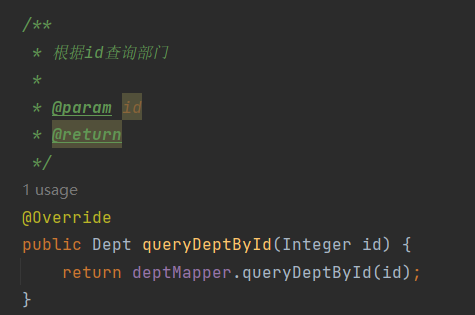 /**
 * 根据id查询部门
 *
 * @param id
 * @return
 */
1 usage
@Override
public Dept queryDeptById(Integer id) {
    return deptMapper.queryDeptById(id);
}